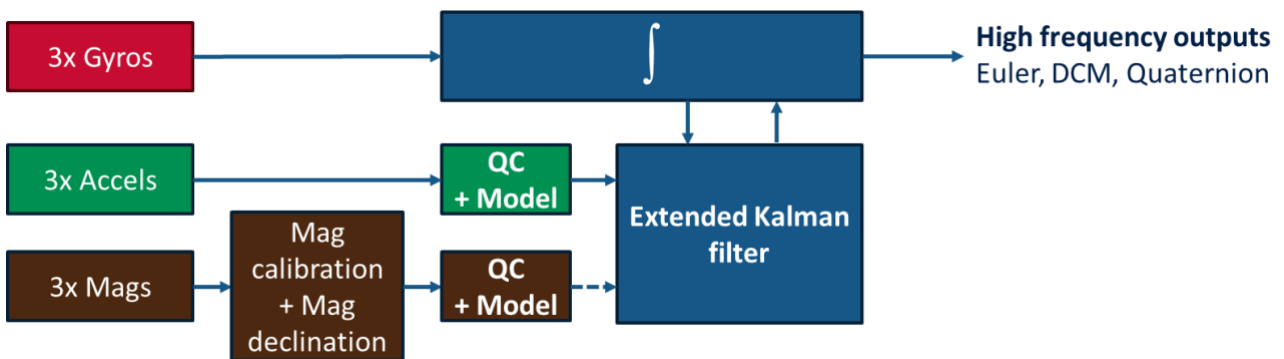 3x Gyros
∫
High frequency outputs
Euler, DCM, Quaternion
3x Accels
QC
+ Model
Extended Kalman
filter
3x Mags
Mag
calibration
+ Mag
declination
QC
+ Model